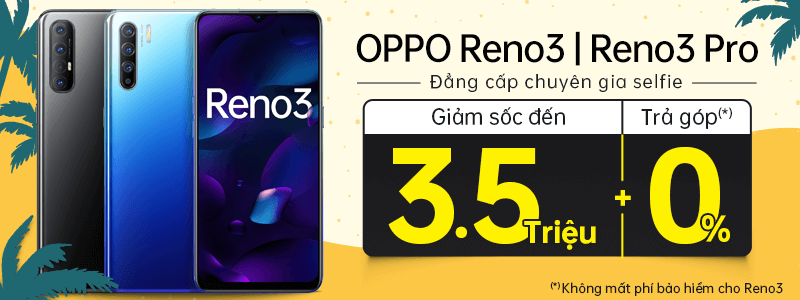 OPPO Reno3 | Reno3 Pro
Đẳng cấp chuyên gia selfie
Reno3
Giảm sốc đến
Trả góp(*)
3.5 Triệu + 0%
(*)Không mất phí bảo hiểm cho Reno3